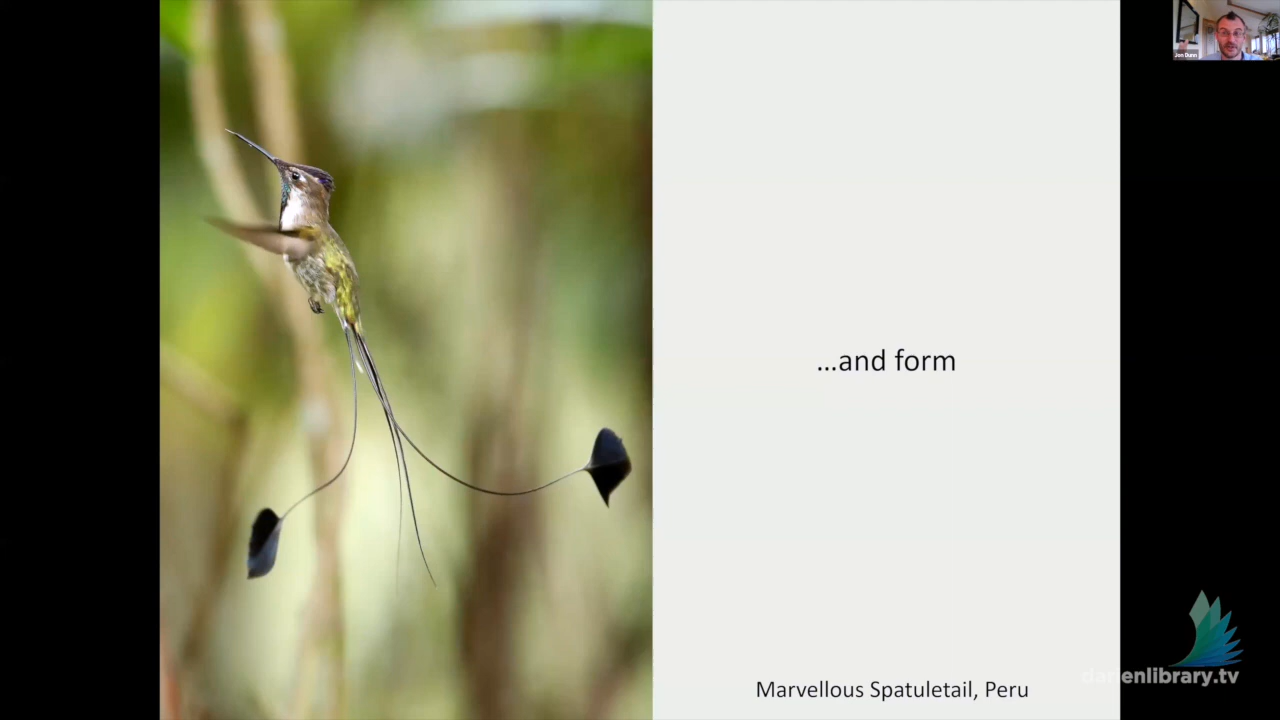 Jon Dunn
...and form
Marvellous Spatuletail, Peru
darienlibrary.tv